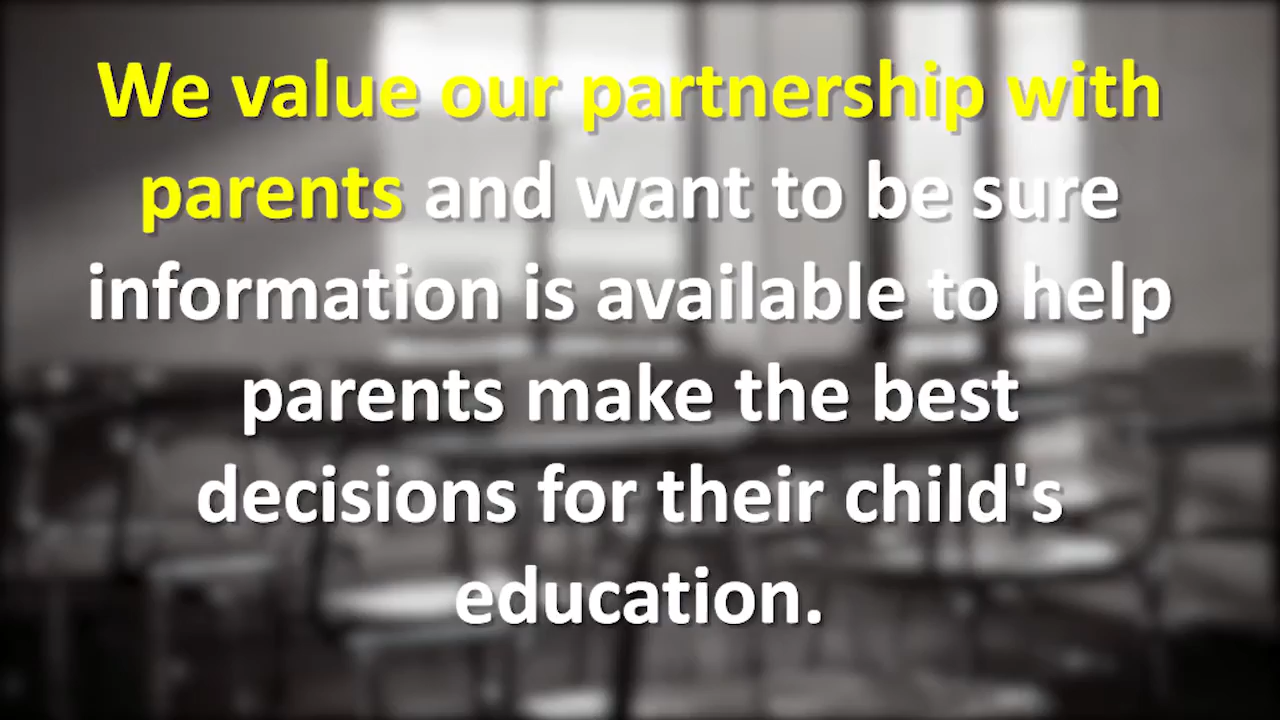 We value our partnership with
parents and want to be sure
information is available to help
parents make the best
decisions for their child's
education.